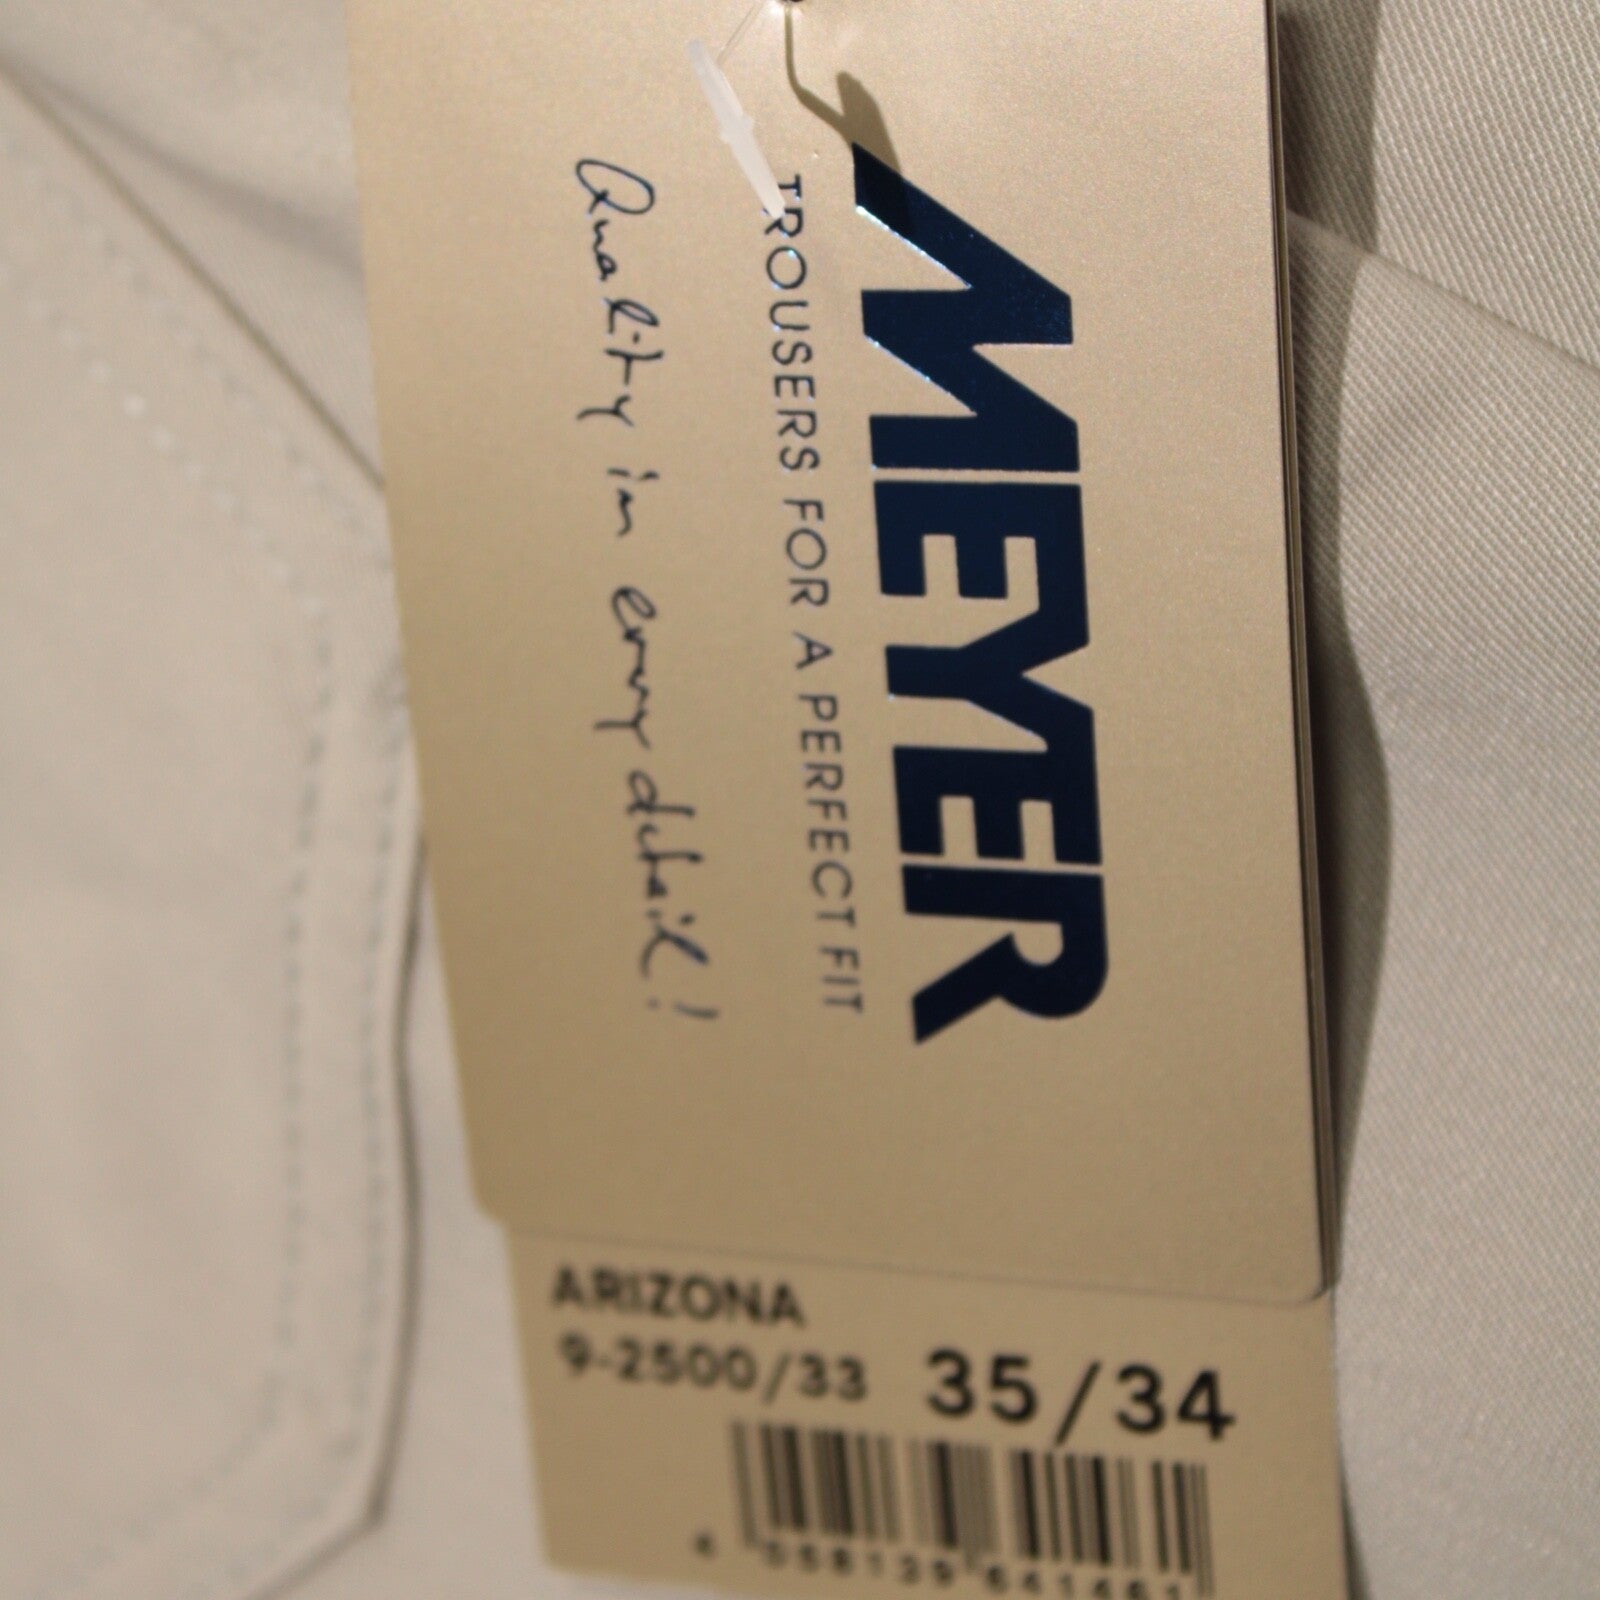 MEYER
TROUSERS FOR A PERFECT FIT
Quality in every detail!
ARIZONA
9-2500/33 35/34